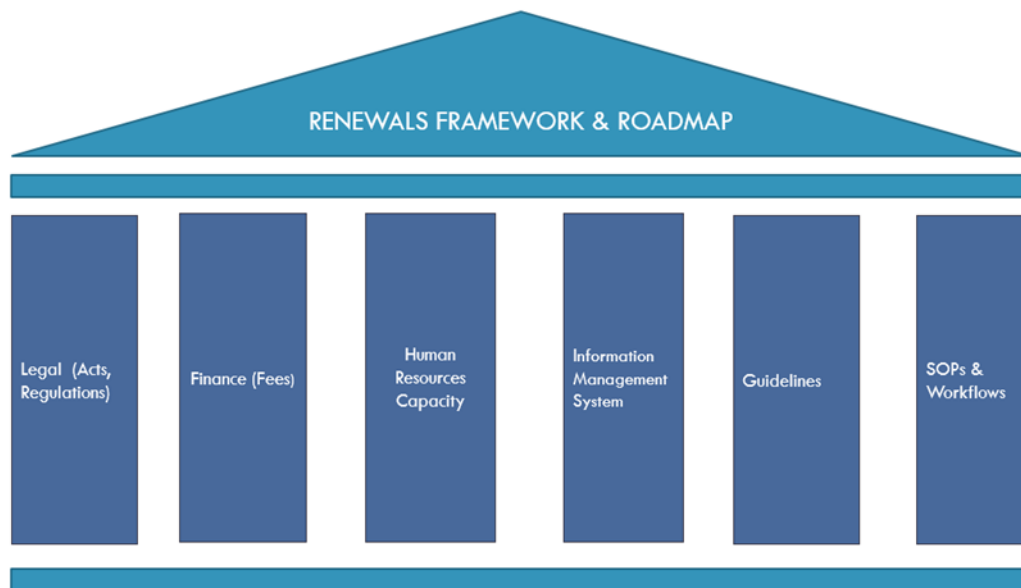 RENEWALS FRAMEWORK & ROADMAP
Legal (Acts,
Regulations)
Finance (Fees)
Human
Resources
Capacity
Information
Management
System
Guidelines
SOPs &
Workflows